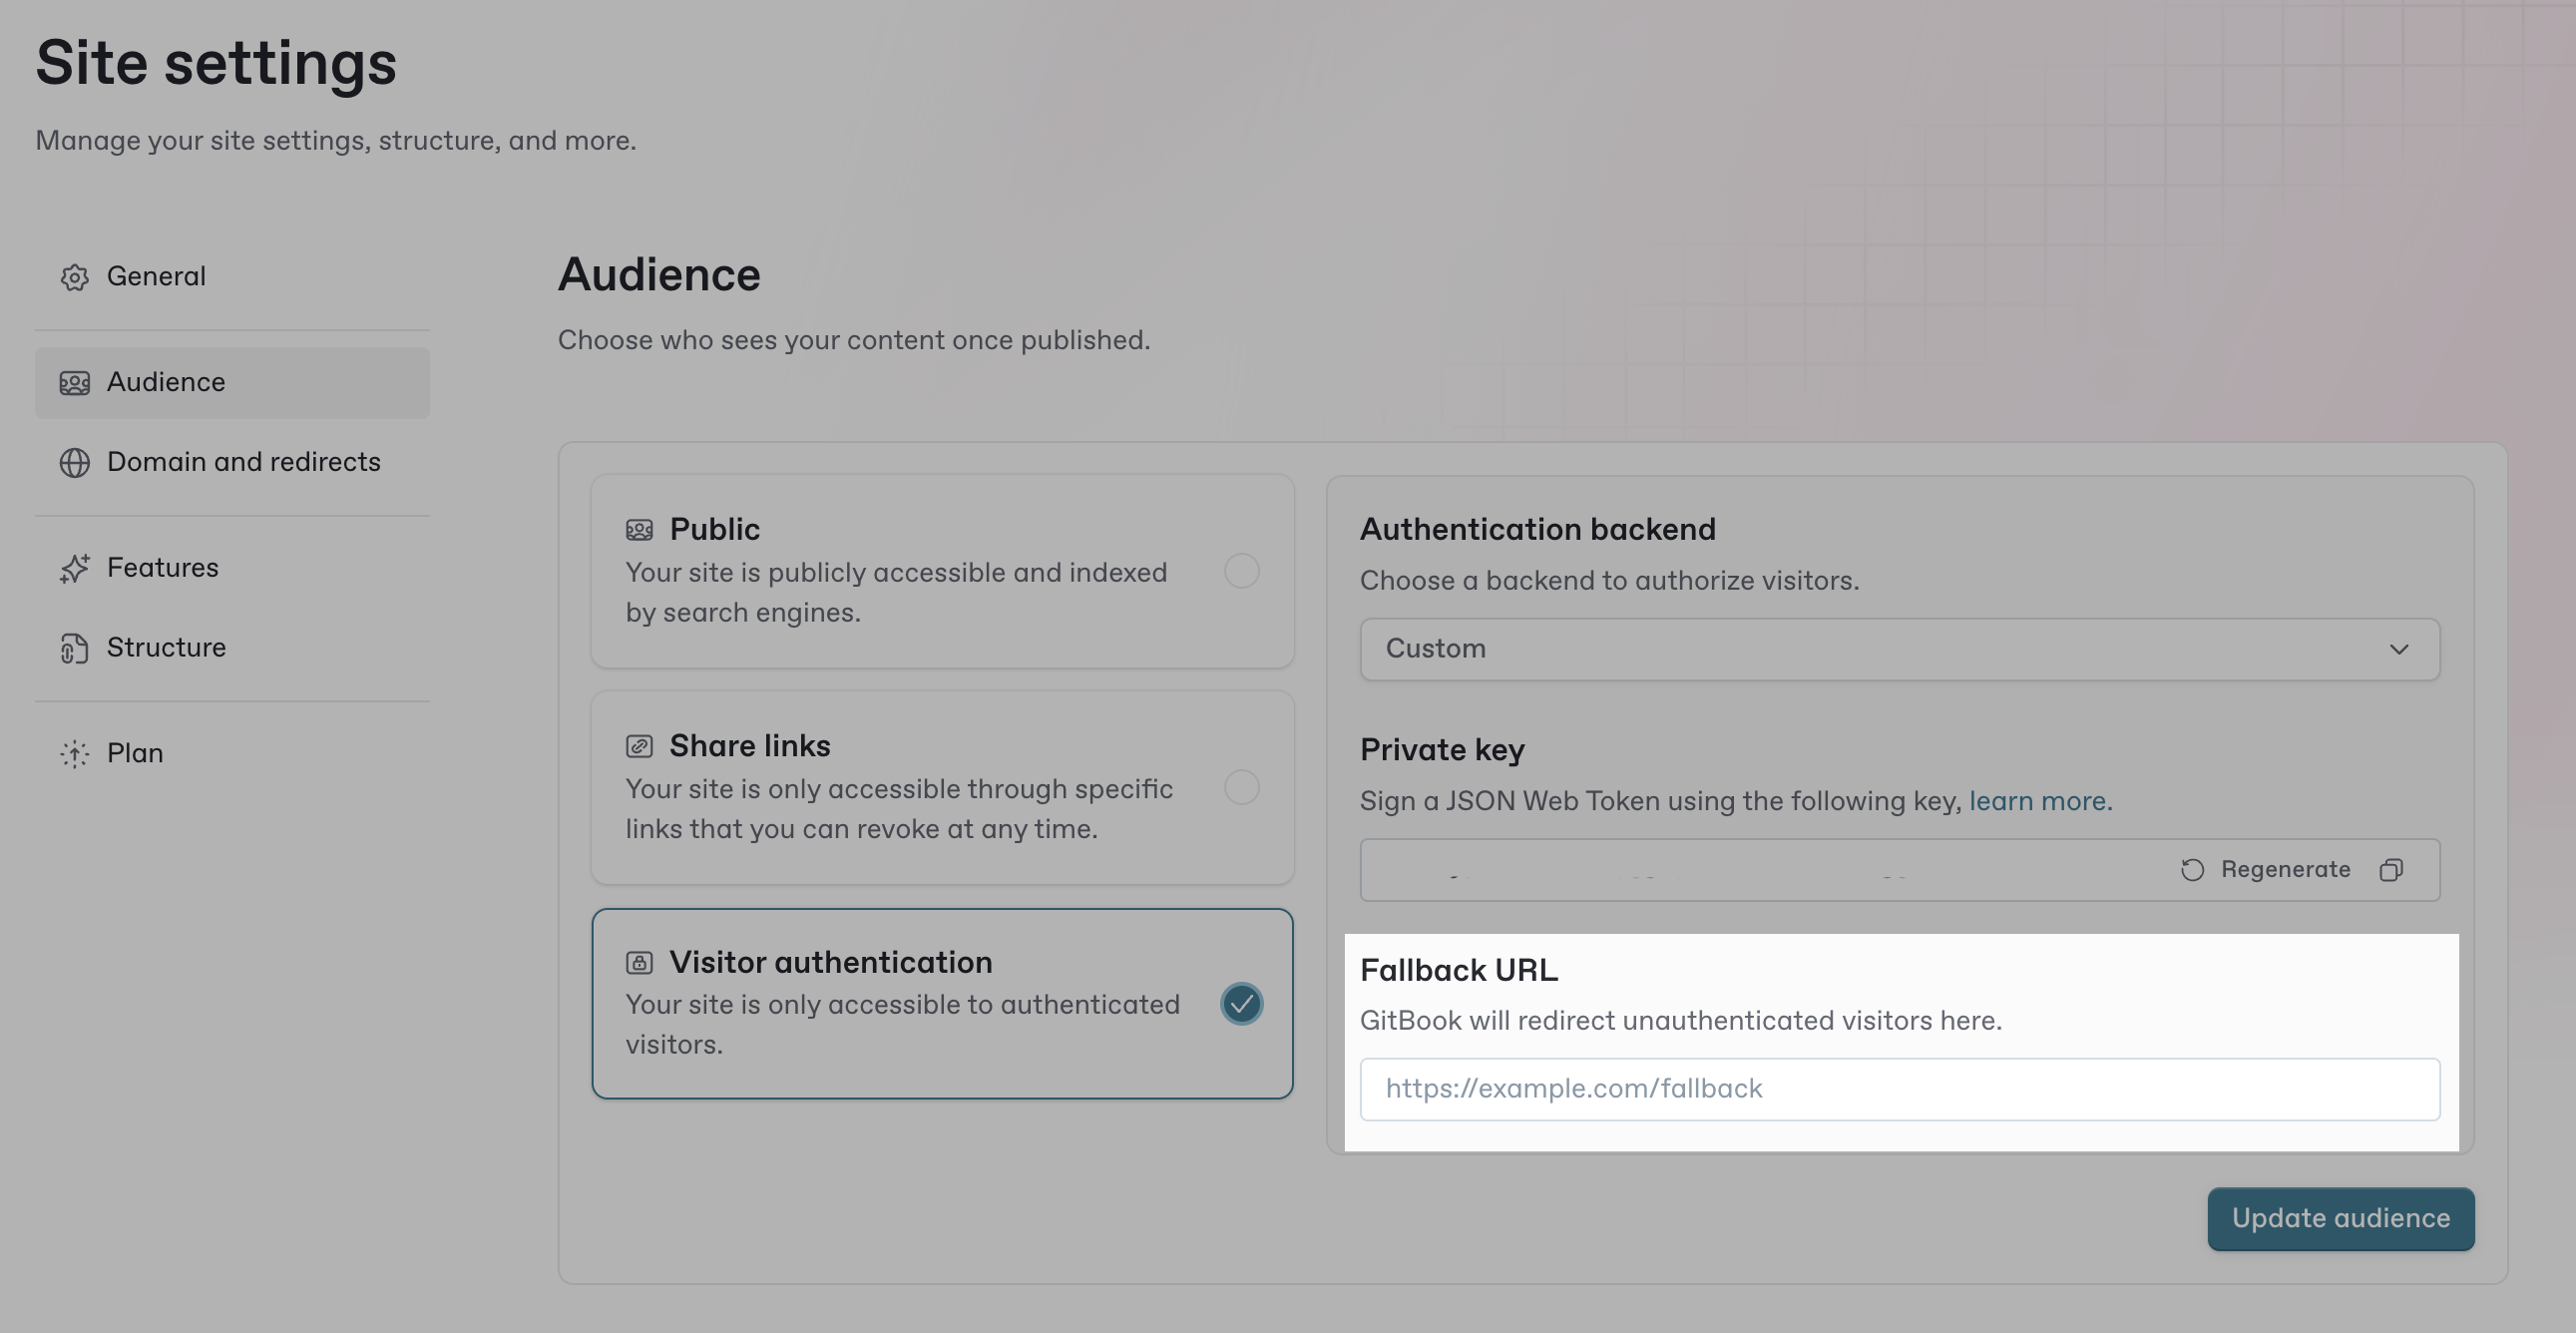 Site settings
Manage your site settings, structure, and more.
General
Audience
Domain and redirects
Features
Structure
Plan
Audience
Choose who sees your content once published.
Public
Your site is publicly accessible and indexed
by search engines.
Share links
Your site is only accessible through specific
links that you can revoke at any time.
Visitor authentication
Your site is only accessible to authenticated
visitors.
Authentication backend
Choose a backend to authorize visitors.
Custom
Private key
Sign a JSON Web Token using the following key, learn more.
Regenerate
Fallback URL
GitBook will redirect unauthenticated visitors here.
https://example.com/fallback
Update audience